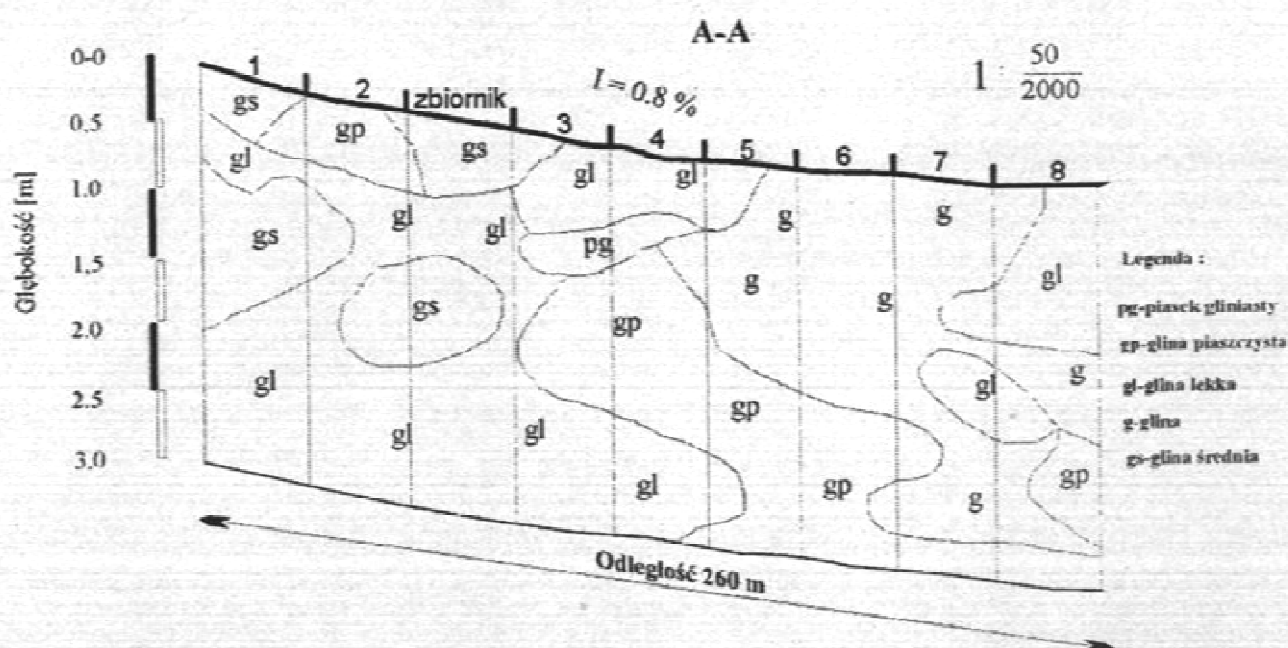 A-A
1 : 50/2000
I = 0.8 %
Głębokość [m]
0-0
0.5
1.0
1.5
2.0
2.5
3.0
1 2 zbiornik 3 4 5 6 7 8
gs gp gs gl gl
gl gl gl g g
gs pg g g gl
gs gp
gl gp gl g
gl gl gl gp g gp
Odległość 260 m
Legenda :
pg-piasek gliniasty
gp-glina piaszczysta
gl-glina lekka
g-glina
gs-glina średnia